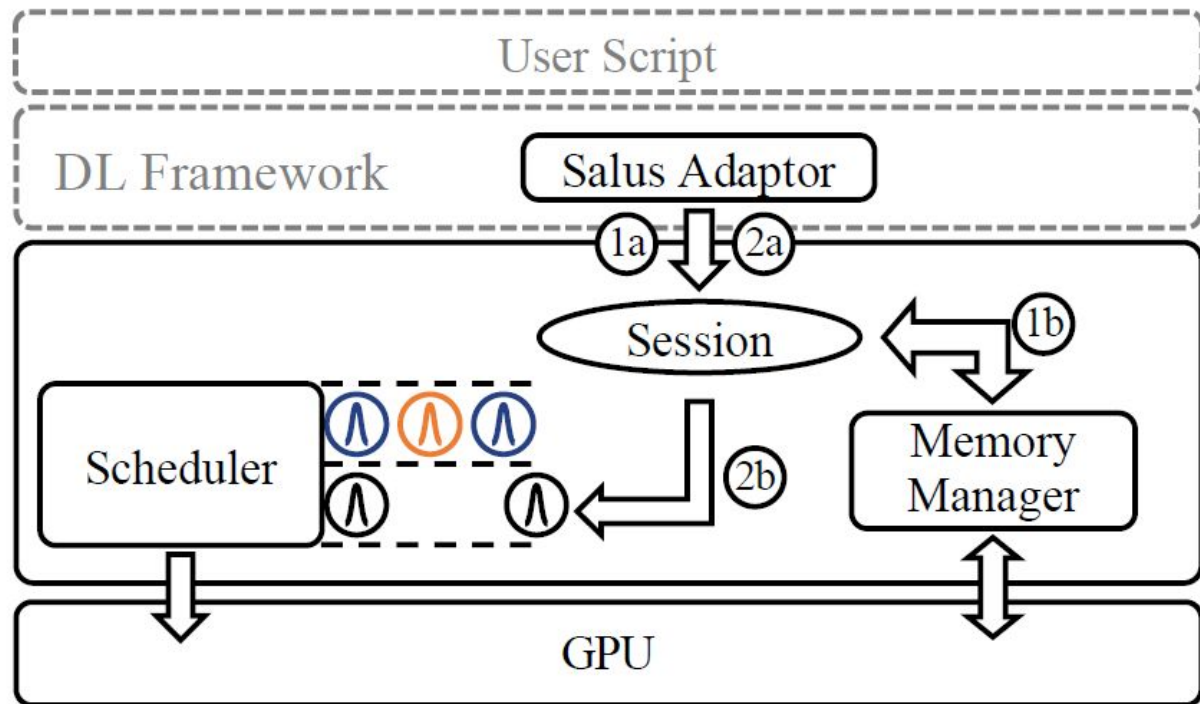 User Script
DL Framework
Salus Adaptor
1a
2a
Session
1b
Scheduler
Memory
Manager
2b
GPU